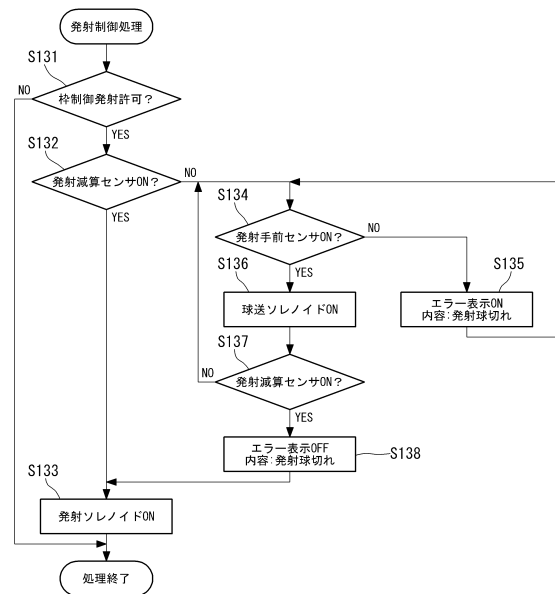 発射制御処理
S131
NO
枠制御発射許可？
YES
S132
発射減算センサON？
NO
YES
S134
発射手前センサON？
NO
YES
S135
エラー表示ON
内容:発射球切れ
S136
球送ソレノイドON
S137
発射減算センサON？
NO
YES
エラー表示OFF
内容:発射球切れ
S138
S133
発射ソレノイドON
処理終了